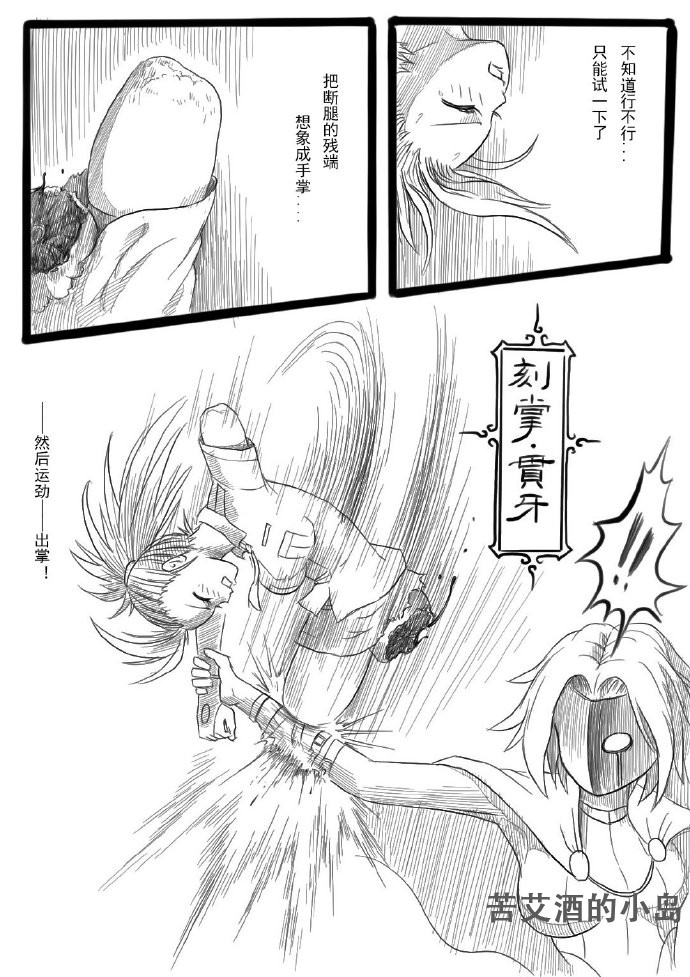 不知道行不行...
只能试一下了
把断腿的残端
想象成手掌....
刻掌·貫牙
!!
——然后运劲——出掌!
苦艾酒的小岛